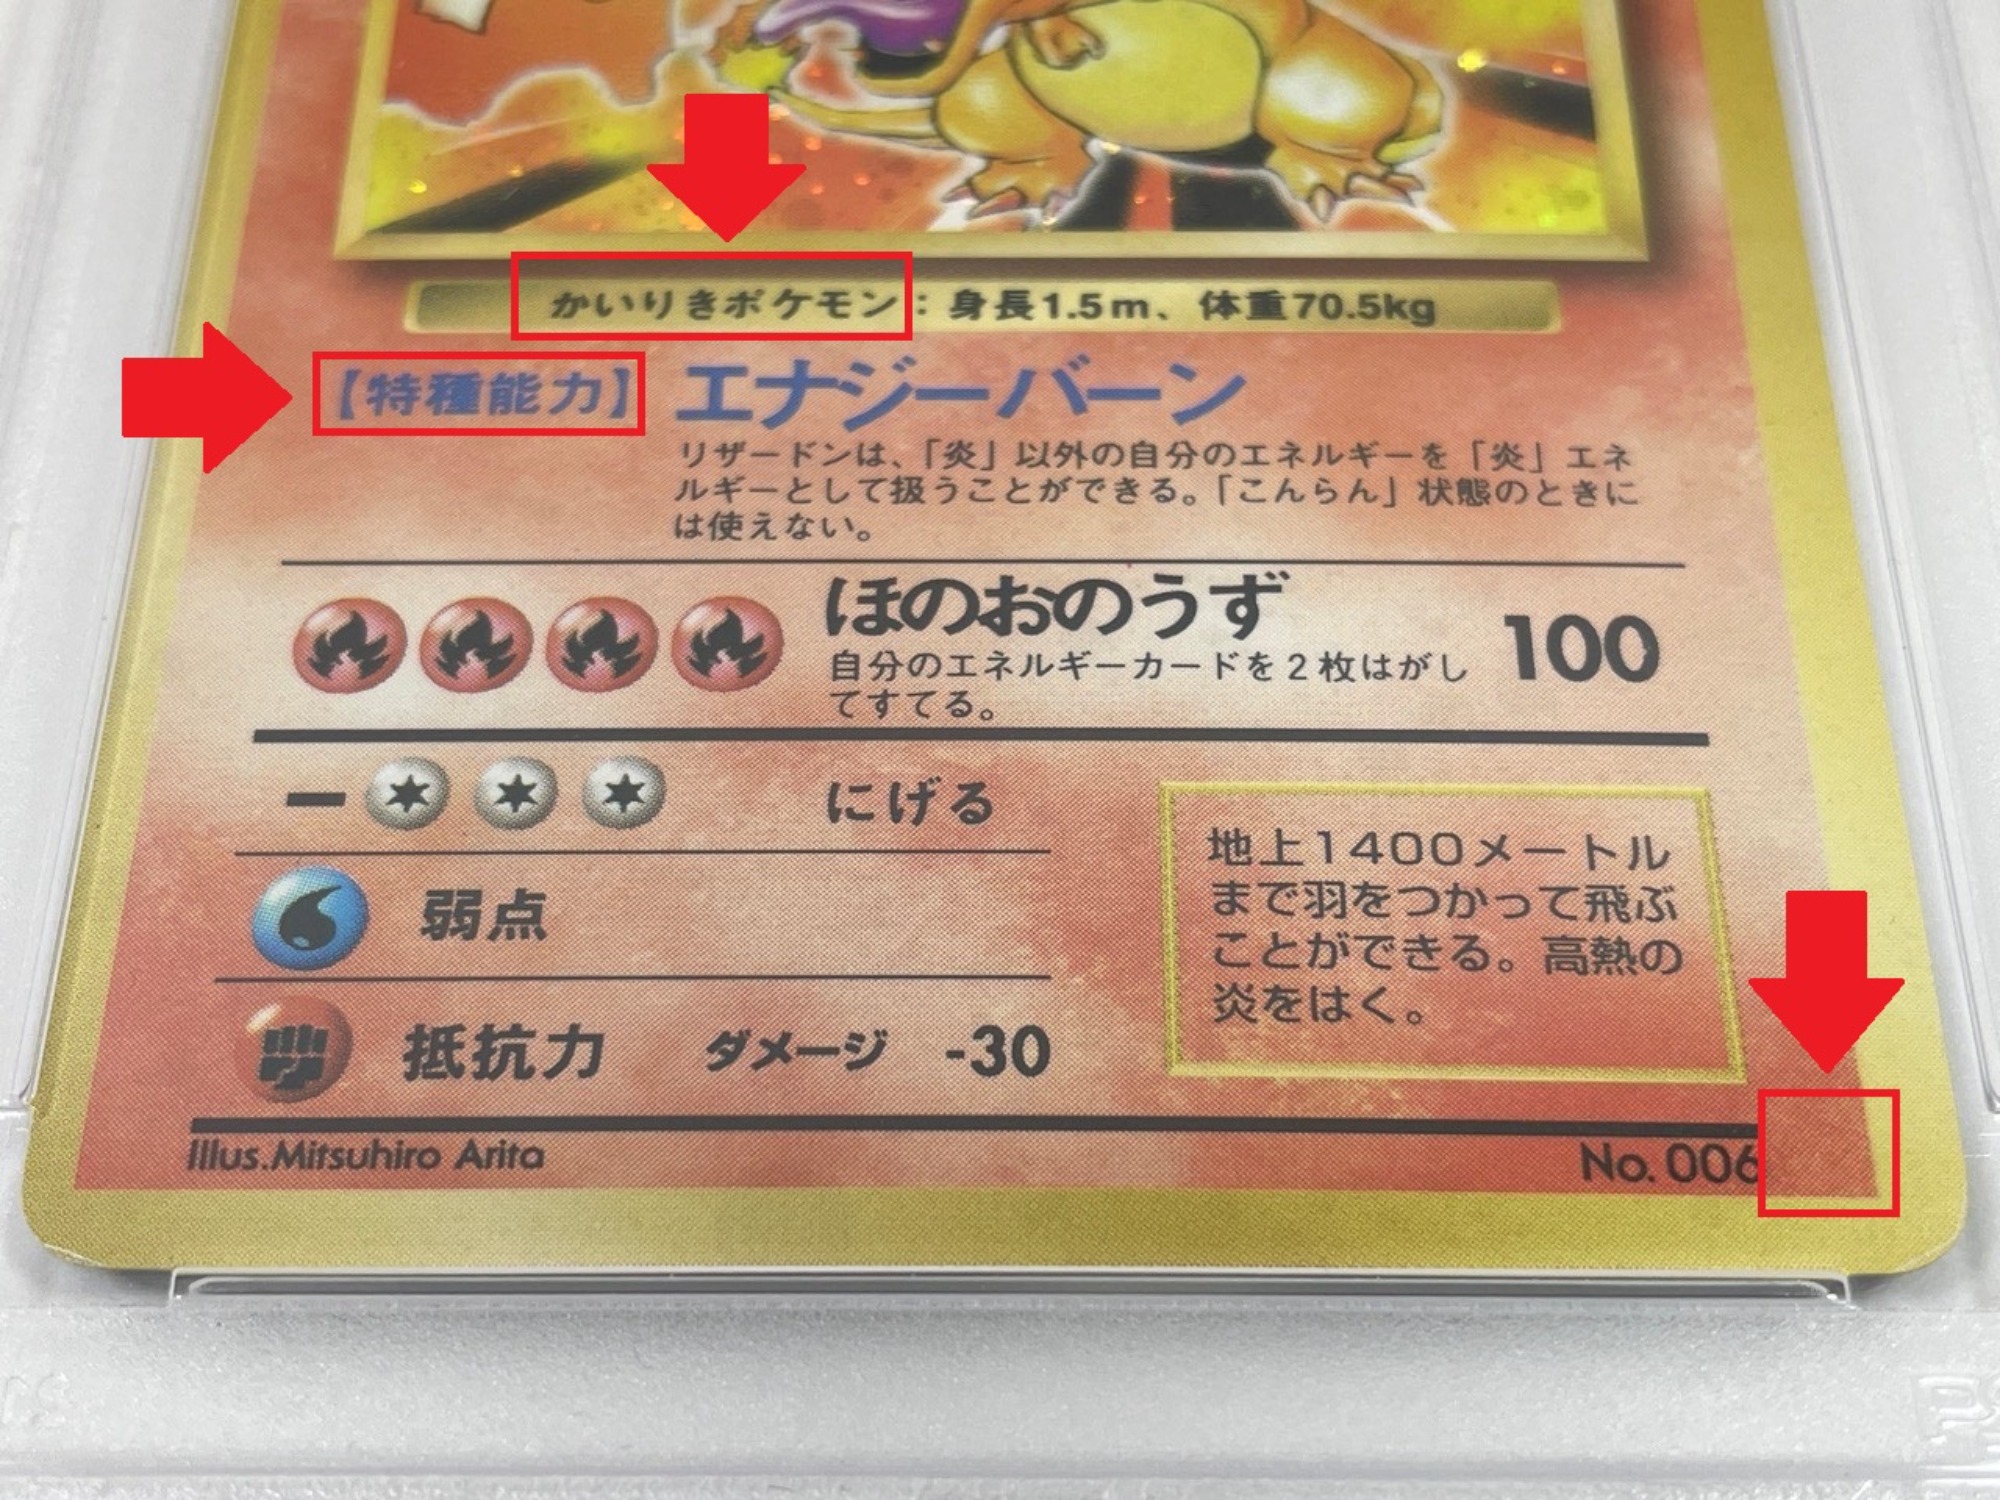 かいりきポケモン：身長1.5m、体重70.5kg
【特種能力】 エナジーバーン
リザードンは、「炎」以外の自分のエネルギーを「炎」エネ
ルギーとして扱うことができる。「こんらん」状態のときに
は使えない。
ほのおのうず 100
自分のエネルギーカードを2枚はがし
てすてる。
にげる
弱点
抵抗力 ダメージ -30
地上1400メートル
まで羽をつかって飛ぶ
ことができる。高熱の
炎をはく。
Illus.Mitsuhiro Arita
No.006